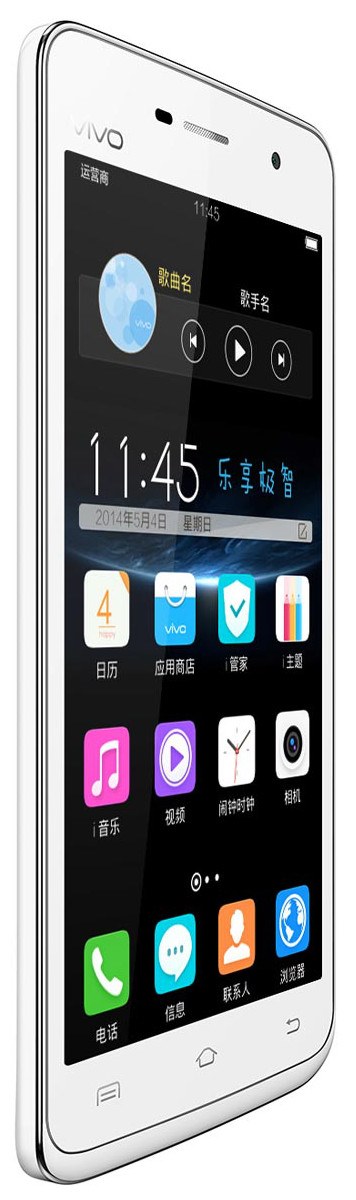 vivo
运营商
11:45
歌曲名
歌手名
vivo
11:45 乐享极智
2014年5月4日 星期日
4
happy
vivo
日历 应用商店 i管家 i主题
i音乐 视频 闹钟时钟 相机
电话 信息 联系人 浏览器